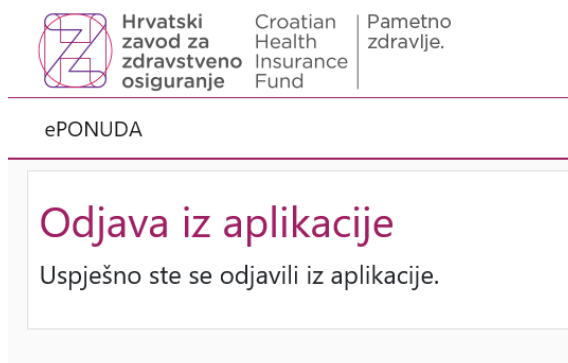 Hrvatski
zavod za
zdravstveno
osiguranje
Croatian
Health
Insurance
Fund
Pametno
zdravlje.
ePONUDA
Odjava iz aplikacije
Uspješno ste se odjavili iz aplikacije.